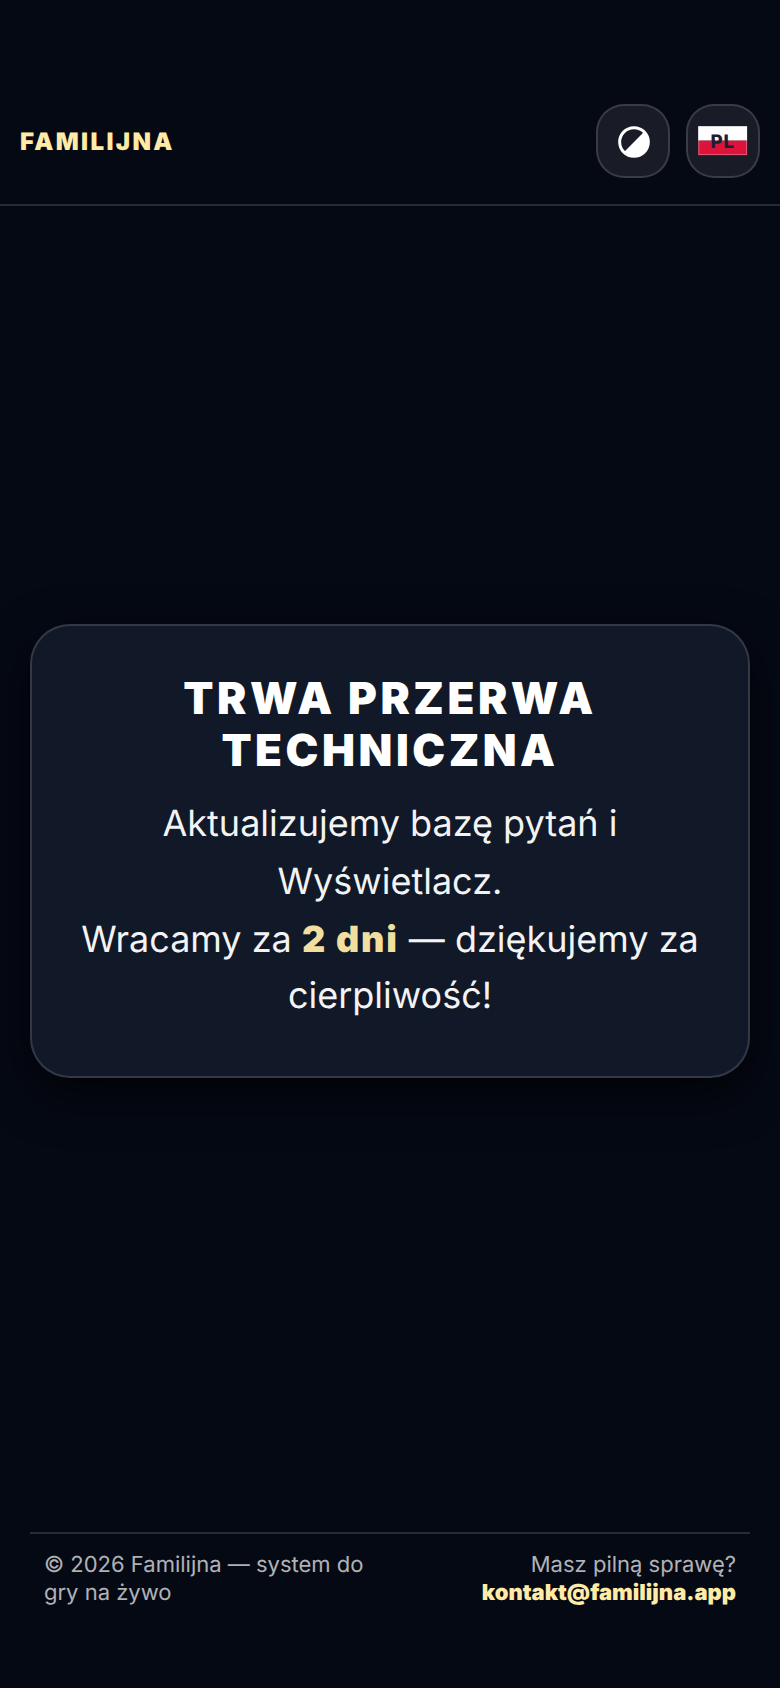 FAMILIJNA
PL
TRWA PRZERWA
TECHNICZNA
Aktualizujemy bazę pytań i
Wyświetlacz.
Wracamy za 2 dni — dziękujemy za
cierpliwość!
© 2026 Familijna — system do
gry na żywo
Masz pilną sprawę?
kontakt@familijna.app